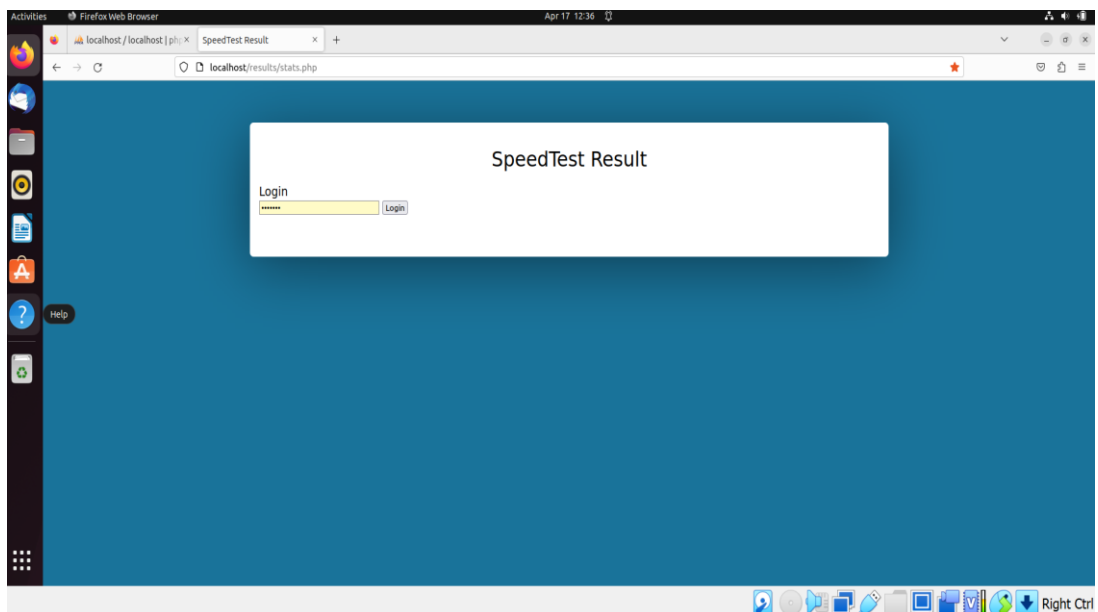 Activities Firefox Web Browser Apr 17 12:36
localhost / localhost | ph SpeedTest Result
localhost/results/stats.php
SpeedTest Result
Login
Login
Help
Right Ctrl